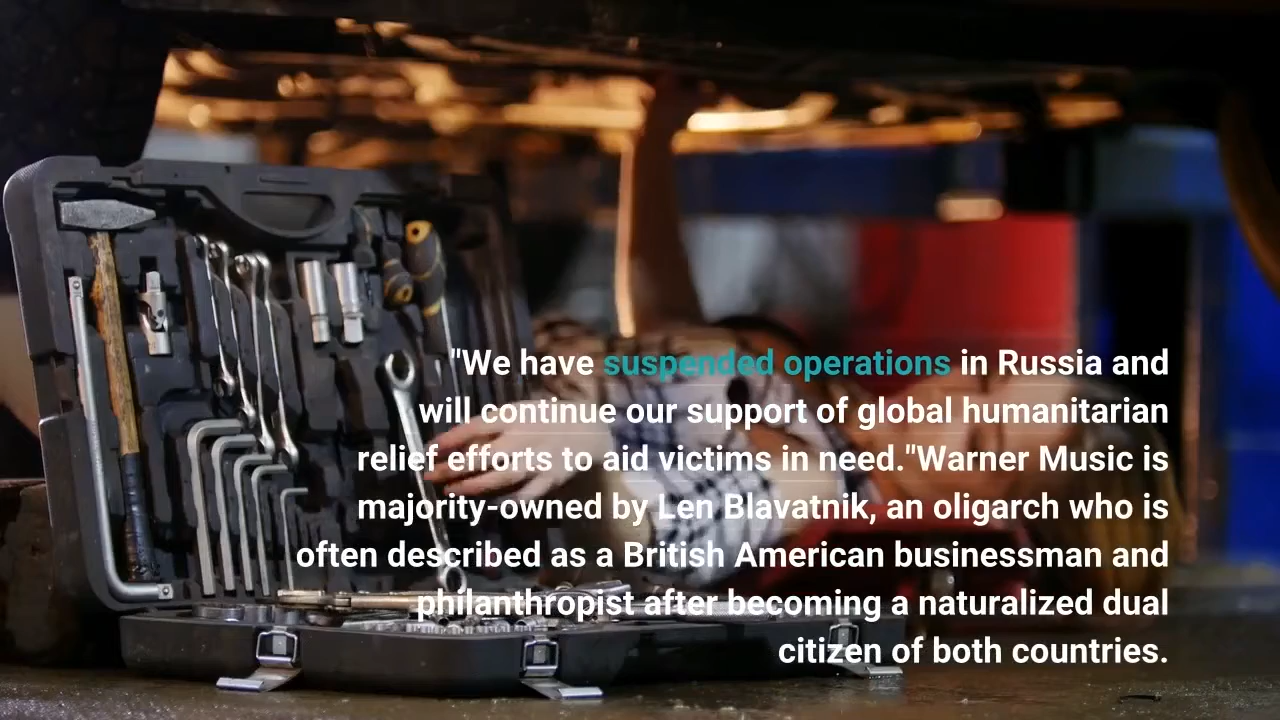 "We have suspended operations in Russia and
will continue our support of global humanitarian
relief efforts to aid victims in need."Warner Music is
majority-owned by Len Blavatnik, an oligarch who is
often described as a British American businessman and
philanthropist after becoming a naturalized dual
citizen of both countries.